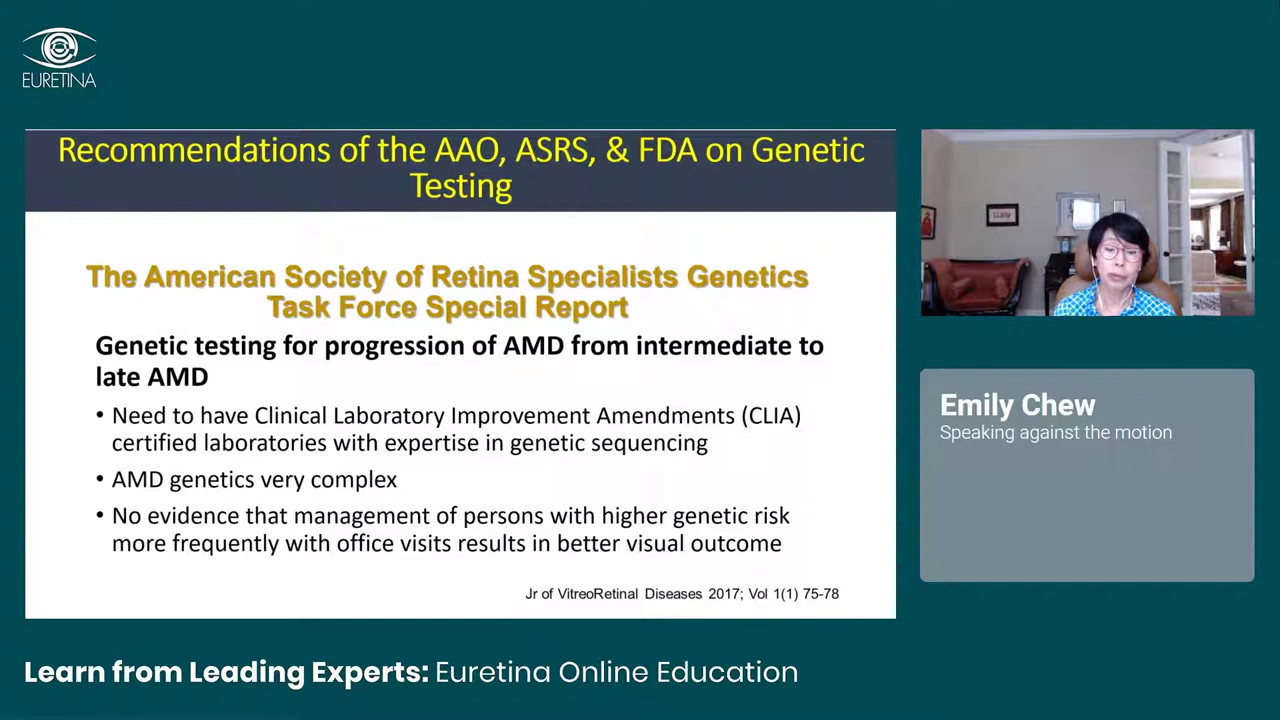 EURETINA
Recommendations of the AAO, ASRS, & FDA on Genetic
Testing
The American Society of Retina Specialists Genetics
Task Force Special Report
Genetic testing for progression of AMD from intermediate to
late AMD
• Need to have Clinical Laboratory Improvement Amendments (CLIA)
certified laboratories with expertise in genetic sequencing
• AMD genetics very complex
• No evidence that management of persons with higher genetic risk
more frequently with office visits results in better visual outcome
Jr of VitreoRetinal Diseases 2017; Vol 1(1) 75-78
Emily Chew
Speaking against the motion
Learn from Leading Experts: Euretina Online Education